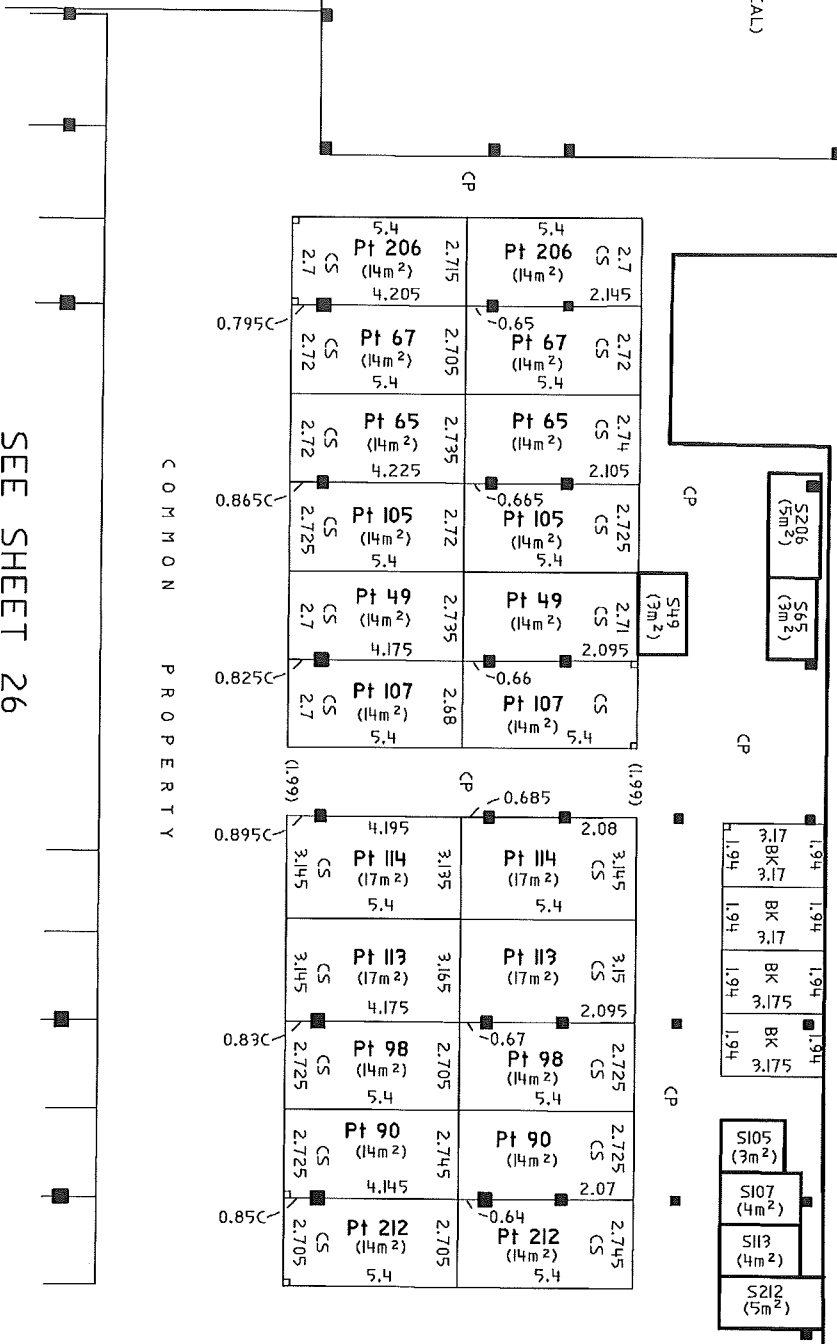 AL)
CP
5.4
5.4
Pt 206
(14m²)
2.7
CS
2.715
4.205
Pt 206
(14m²)
CS
2.7
2.145
0.795C
0.65
Pt 67
(14m²)
5.4
2.72
CS
2.705
Pt 67
(14m²)
5.4
CS
2.72
Pt 65
(14m²)
4.225
2.72
CS
2.735
Pt 65
(14m²)
CS
2.74
2.105
0.865C
0.665
Pt 105
(14m²)
5.4
2.725
CS
2.72
Pt 105
(14m²)
5.4
CS
2.725
Pt 49
(14m²)
4.175
2.7
CS
2.735
Pt 49
(14m²)
CS
2.71
2.095
0.825C
0.66
Pt 107
(14m²)
5.4
2.7
CS
2.68
Pt 107
(14m²)
5.4
CS
CP
S206
(5m²)
S65
(3m²)
S49
(3m²)
CP
(1.99)
CP
(1.99)
0.895C
0.685
4.195
2.08
Pt 114
(17m²)
5.4
3.145
CS
3.135
Pt 114
(17m²)
5.4
CS
3.145
Pt 113
(17m²)
4.175
3.145
CS
3.165
Pt 113
(17m²)
CS
3.15
2.095
0.83C
0.67
Pt 98
(14m²)
5.4
2.725
CS
2.705
Pt 98
(14m²)
5.4
CS
2.725
Pt 90
(14m²)
4.145
2.725
CS
2.745
Pt 90
(14m²)
CS
2.725
2.07
0.85C
0.64
Pt 212
(14m²)
5.4
2.705
CS
2.705
Pt 212
(14m²)
5.4
CS
2.745
3.17
1.94
BK
1.94
3.17
1.94
BK
1.94
3.17
1.94
BK
1.94
3.175
1.94
BK
1.94
3.175
CP
S105
(3m²)
S107
(4m²)
S113
(4m²)
S212
(5m²)
COMMON PROPERTY
SEE SHEET 26